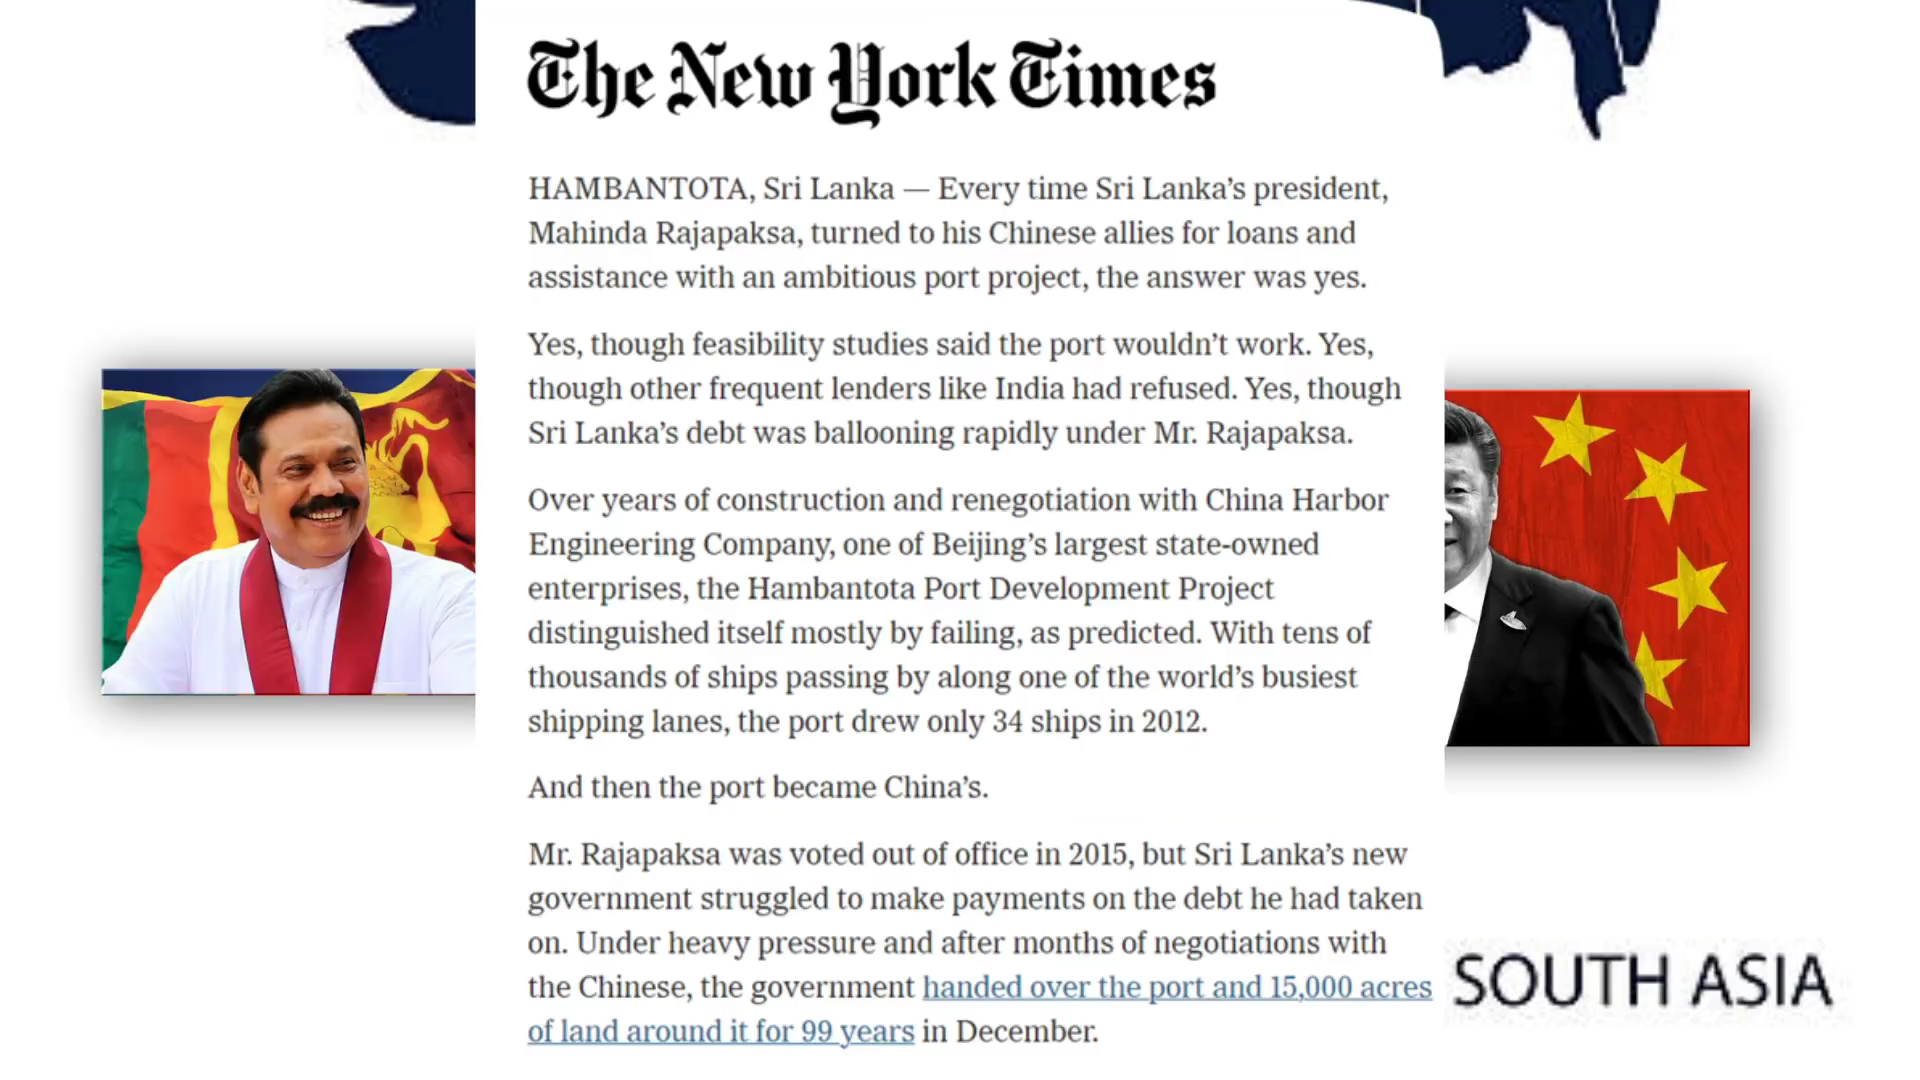 The New York Times
HAMBANTOTA, Sri Lanka — Every time Sri Lanka’s president,
Mahinda Rajapaksa, turned to his Chinese allies for loans and
assistance with an ambitious port project, the answer was yes.
Yes, though feasibility studies said the port wouldn’t work. Yes,
though other frequent lenders like India had refused. Yes, though
Sri Lanka’s debt was ballooning rapidly under Mr. Rajapaksa.
Over years of construction and renegotiation with China Harbor
Engineering Company, one of Beijing’s largest state-owned
enterprises, the Hambantota Port Development Project
distinguished itself mostly by failing, as predicted. With tens of
thousands of ships passing by along one of the world’s busiest
shipping lanes, the port drew only 34 ships in 2012.
And then the port became China’s.
Mr. Rajapaksa was voted out of office in 2015, but Sri Lanka’s new
government struggled to make payments on the debt he had taken
on. Under heavy pressure and after months of negotiations with
the Chinese, the government handed over the port and 15,000 acres
of land around it for 99 years in December.
SOUTH ASIA